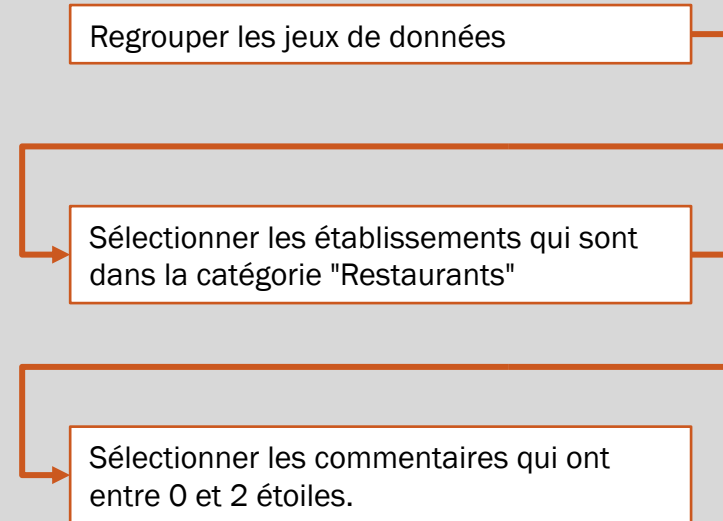 Regrouper les jeux de données
Sélectionner les établissements qui sont
dans la catégorie "Restaurants"
Sélectionner les commentaires qui ont
entre 0 et 2 étoiles.